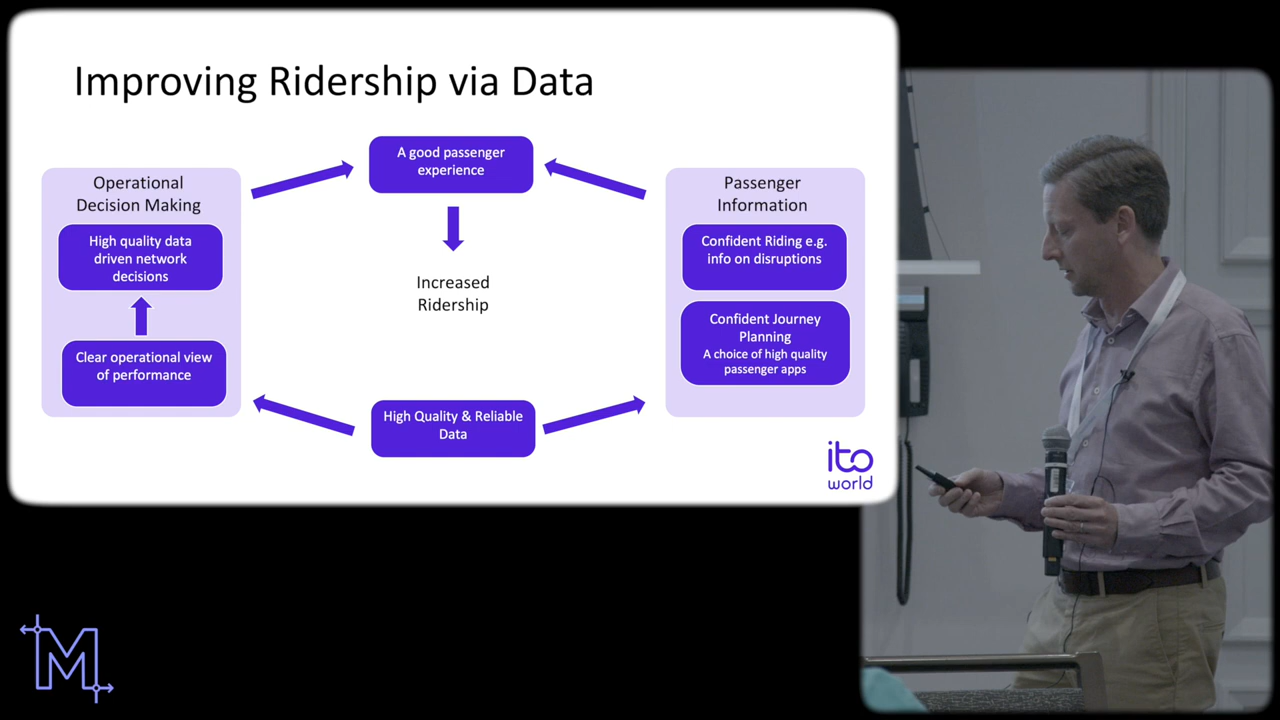 Improving Ridership via Data
A good passenger
experience
Operational
Decision Making
High quality data
driven network
decisions
Clear operational view
of performance
Increased
Ridership
High Quality & Reliable
Data
Passenger
Information
Confident Riding e.g.
info on disruptions
Confident Journey
Planning
A choice of high quality
passenger apps
ito
world
M